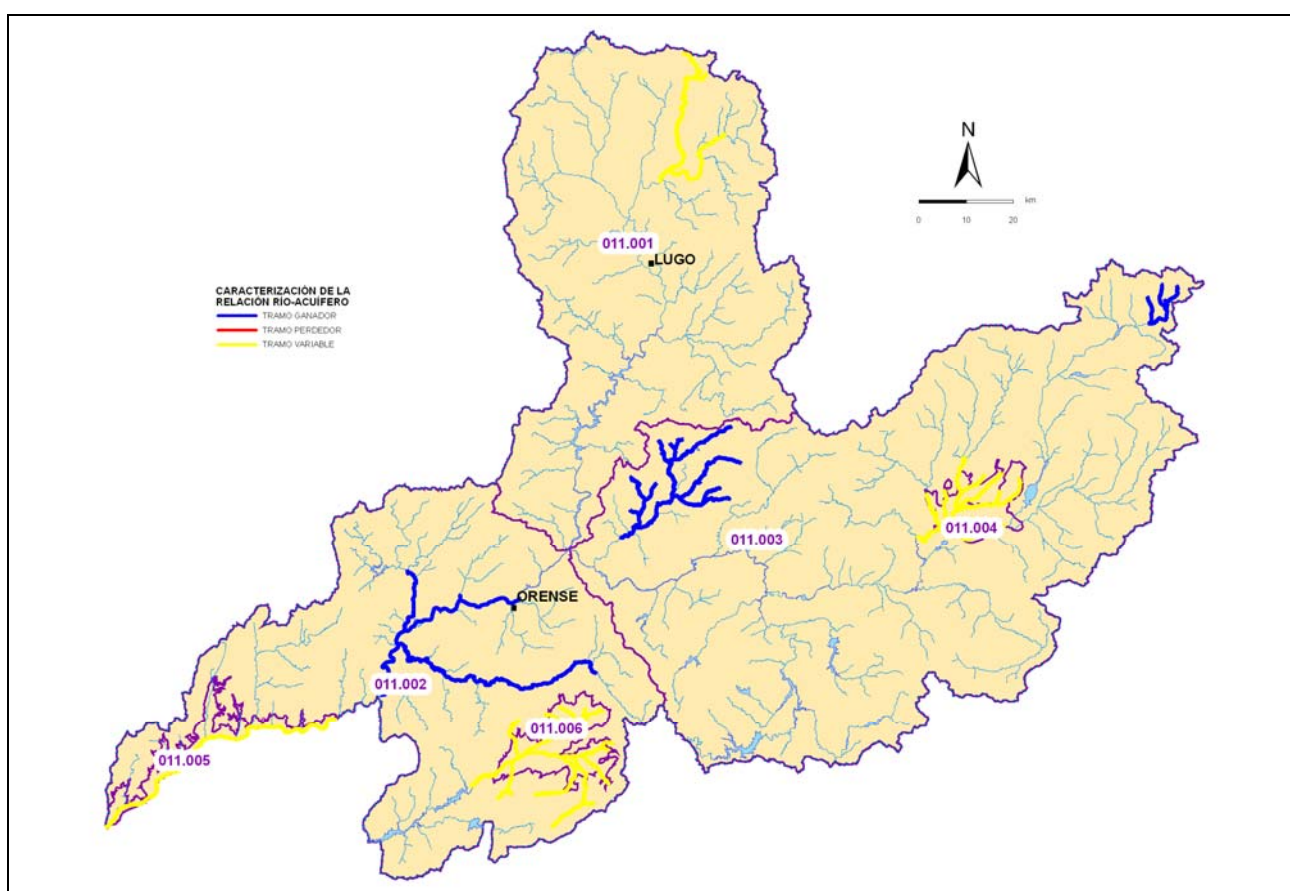 N
km
0 10 20
011.001
LUGO
CARACTERIZACIÓN DE LA
RELACIÓN RÍO-ACUÍFERO
TRAMO GANADOR
TRAMO PERDEDOR
TRAMO VARIABLE
011.004
011.003
ORENSE
011.002
011.006
011.005